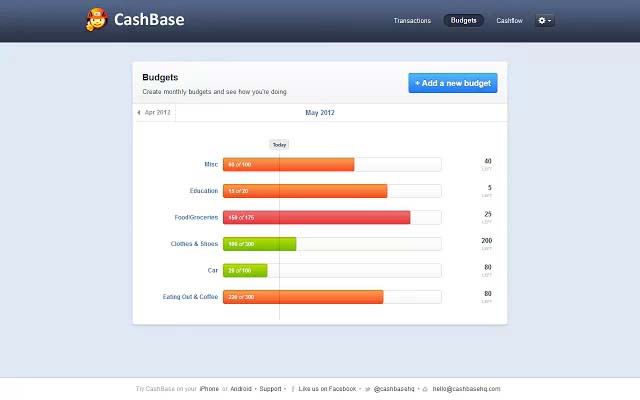 CashBase
Transactions Budgets Cashflow
Budgets
Create monthly budgets and see how you're doing
+ Add a new budget
Apr 2012 May 2012
Today
Misc 60 of 100 40 LEFT
Education 15 of 20 5 LEFT
Food/Groceries 150 of 175 25 LEFT
Clothes & Shoes 100 of 300 200 LEFT
Car 20 of 100 80 LEFT
Eating Out & Coffee 220 of 300 80 LEFT
Try CashBase on your iPhone or Android • Support • Like us on Facebook • @cashbasehq • hello@cashbasehq.com